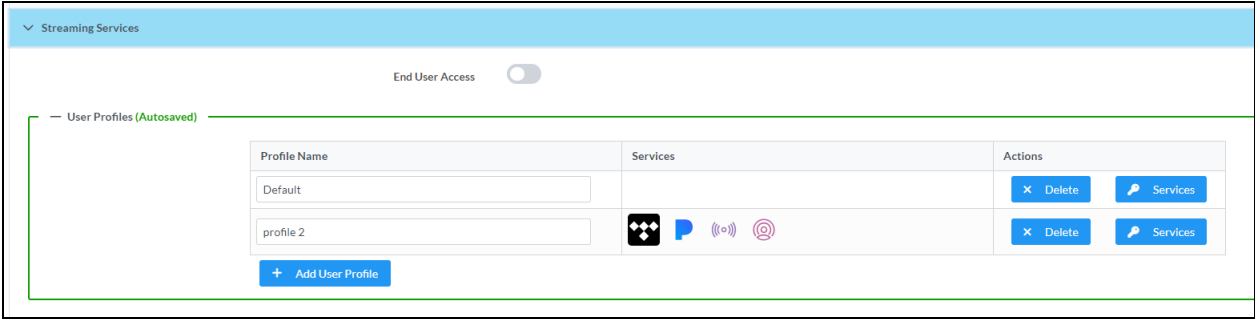 Streaming Services
End User Access
User Profiles (Autosaved)
Profile Name Services Actions
Default Delete Services
profile 2 Delete Services
+ Add User Profile